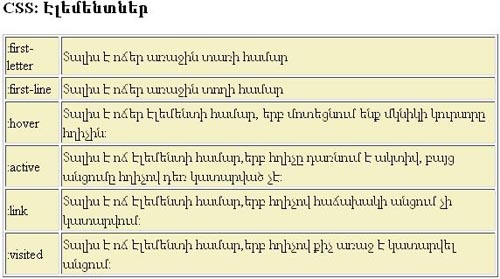 CSS: Էլեմենտներ
:first-
letter
Տալիս է ոճեր առաջին տառի համար
:first-line
Տալիս է ոճեր առաջին տողի համար
:hover
Տալիս է ոճեր էլեմենտի համար, երբ մոտեցնում ենք մկնիկի կուրսորը
հղիչին:
:active
Տալիս է ոճ էլեմենտի համար,երբ հղիչը դառնում է ակտիվ, բայց
անցումը հղիչով դեռ կատարված չէ:
:link
Տալիս է ոճ էլեմենտի համար,երբ հղիչով հաճախակի անցում չի
կատարվում:
:visited
Տալիս է ոճ էլեմենտի համար,երբ հղիչով քիչ առաջ է կատարվել
անցում: